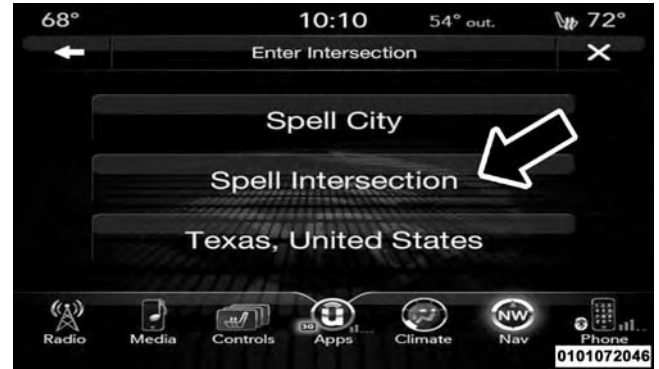 68° 10:10 54° out. 72°
Enter Intersection
Spell City
Spell Intersection
Texas, United States
3G NW
Radio Media Controls Apps Climate Nav Phone
0101072046